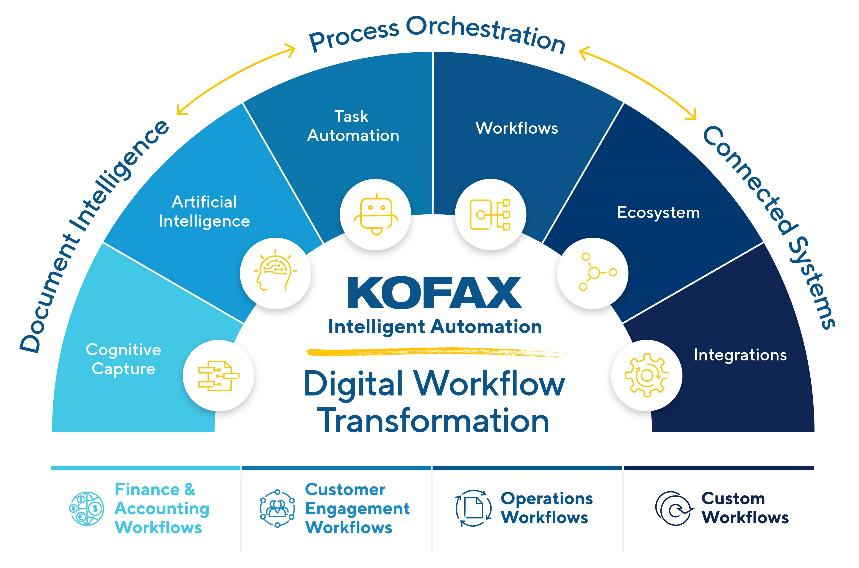 Process Orchestration
Document Intelligence
Connected Systems
Task
Automation
Workflows
Artificial
Intelligence
Ecosystem
Cognitive
Capture
Integrations
KOFAX
Intelligent Automation
Digital Workflow
Transformation
Finance &
Accounting
Workflows
Customer
Engagement
Workflows
Operations
Workflows
Custom
Workflows